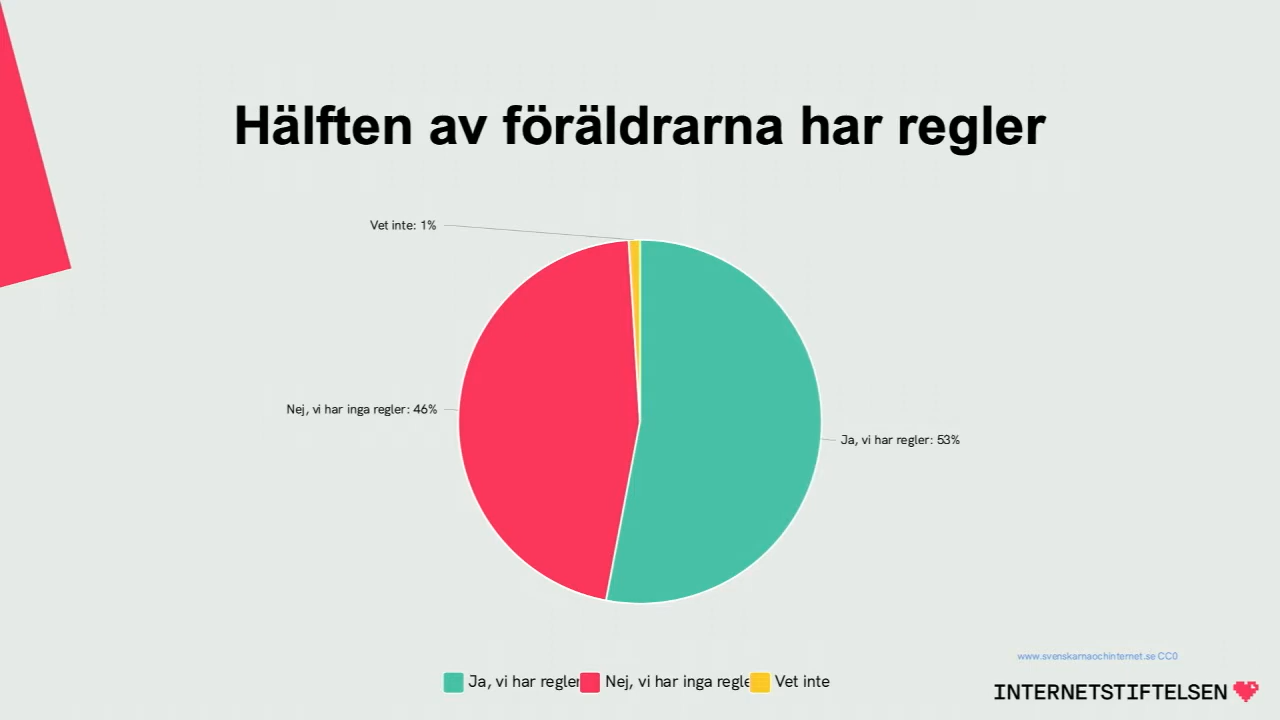 Hälften av föräldrarna har regler
Vet inte: 1%
Nej, vi har inga regler: 46%
Ja, vi har regler: 53%
Ja, vi har regler Nej, vi har inga regle Vet inte
www.svenskarnaochinternet.se CC0
INTERNETSTIFTELSEN